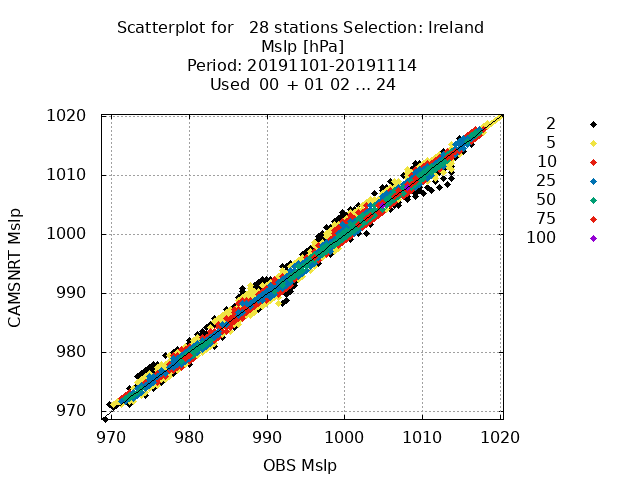 Scatterplot for 28 stations Selection: Ireland
Mslp [hPa]
Period: 20191101-20191114
Used 00 + 01 02 ... 24
CAMSNRT Mslp
1020
1010
1000
990
980
970
970 980 990 1000 1010 1020
OBS Mslp
2
5
10
25
50
75
100